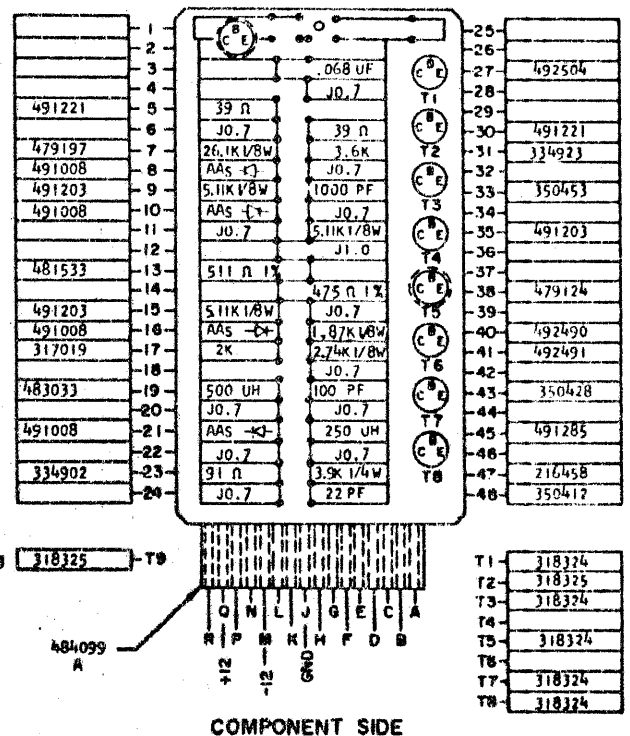 B
C E
1 25
2 26
3 .068 UF C B E 27 492504
4 J0.7 T1 28
491221 5 39 Ω 29
6 J0.7 39 Ω C B E 30 491221
479197 7 26.1K 1/8W 3.6K T2 31 334923
491008 8 AAS J0.7 32
491203 9 5.11K 1/8W 1000 PF C B E 33 350453
491008 10 AAS J0.7 T3 34
11 J0.7 5.11K 1/8W C B E 35 491203
12 J1.0 T4 36
481533 13 511 Ω 1% 37
14 475 Ω 1% C B E 38 479124
491203 15 5.11K 1/8W J0.7 T5 39
491008 16 AAS 1.87K 1/8W C B E 40 492490
317019 17 2K 2.74K 1/8W T6 41 492491
18 J0.7 42
483033 19 500 UH 100 PF C B E 43 350428
20 J0.7 J0.7 T7 44
491008 21 AAS 250 UH C B E 45 491285
22 J0.7 J0.7 46
334902 23 91 Ω 3.9K 1/4W T8 47 216458
24 J0.7 22 PF 48 350412
318325 T9
T1 318324
T2 318325
T3 318324
T4
T5 318324
T6
T7 318324
T8 318324
R Q P N M L K J H G F E D C B A
+12 -12 GND
484099
A
COMPONENT SIDE